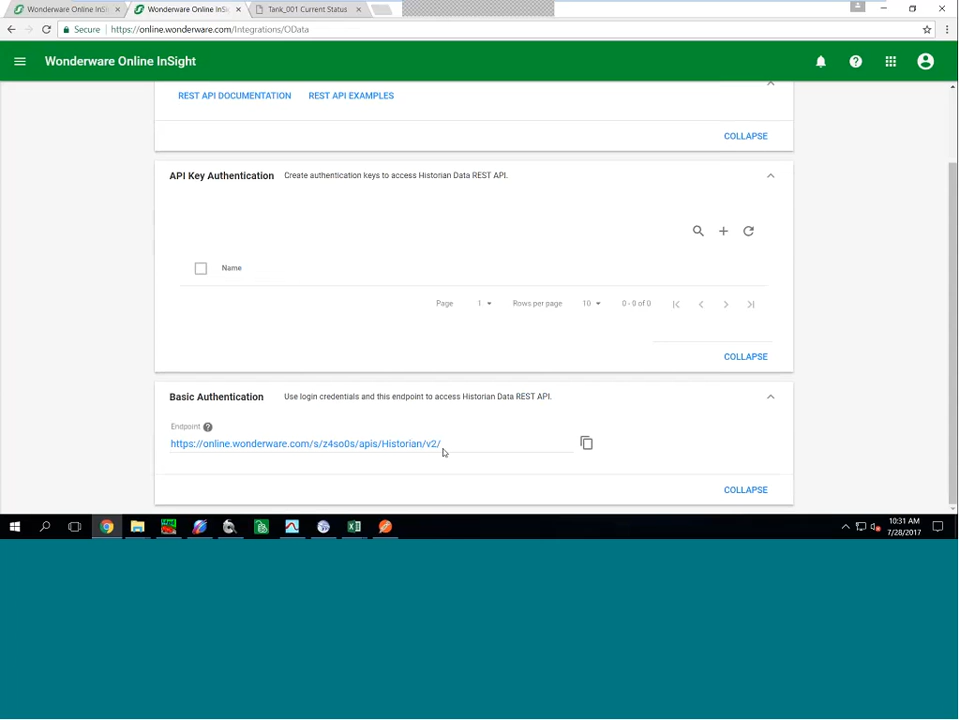 Wonderware Online InSi
Wonderware Online InSi
Tank_001 Current Status
Secure
https://online.wonderware.com/Integrations/OData
Wonderware Online InSight
REST API DOCUMENTATION
REST API EXAMPLES
COLLAPSE
API Key Authentication
Create authentication keys to access Historian Data REST API.
Name
Page
1
Rows per page
10
0 - 0 of 0
COLLAPSE
Basic Authentication
Use login credentials and this endpoint to access Historian Data REST API.
Endpoint
https://online.wonderware.com/s/z4so0s/apis/Historian/v2/
COLLAPSE
10:31 AM
7/28/2017